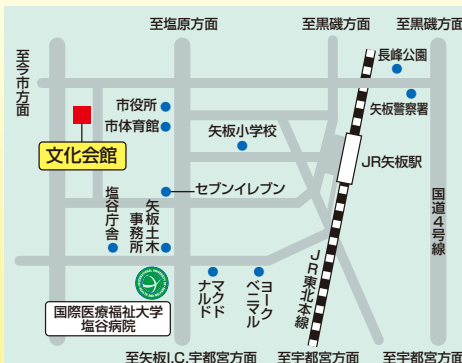 至塩原方面
至黒磯方面
至黒磯方面
至今市方面
長峰公園
市役所
矢板警察署
市体育館
矢板小学校
文化会館
JR矢板駅
セブンイレブン
国道4号線
塩谷庁舎
矢板土木
事務所
JR東北本線
マクド
ナルド
ヨーク
ベニマル
国際医療福祉大学
塩谷病院
至矢板I.C.宇都宮方面
至宇都宮方面
至宇都宮方面